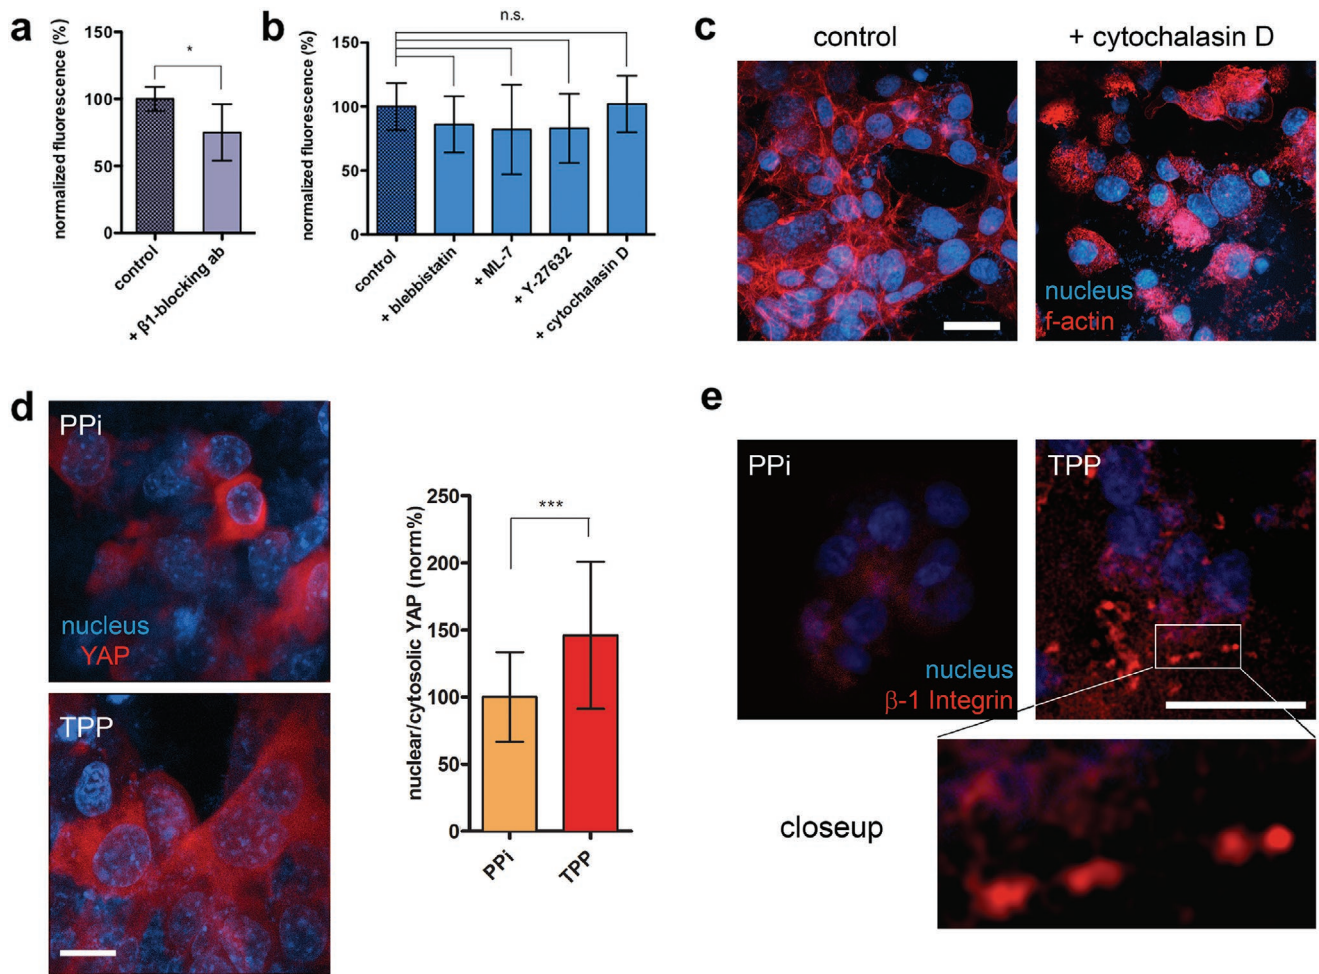 a
normalized fluorescence (%)
150
100
50
0
*
control
+ β1-blocking ab
b
normalized fluorescence (%)
150
100
50
0
n.s.
control
+ blebbistatin
+ ML-7
+ Y-27632
+ cytochalasin D
c
control
+ cytochalasin D
nucleus
f-actin
d
PPi
nucleus
YAP
TPP
nuclear/cytosolic YAP (norm%)
250
200
150
100
50
0
***
PPi
TPP
e
PPi
nucleus
β-1 Integrin
TPP
closeup